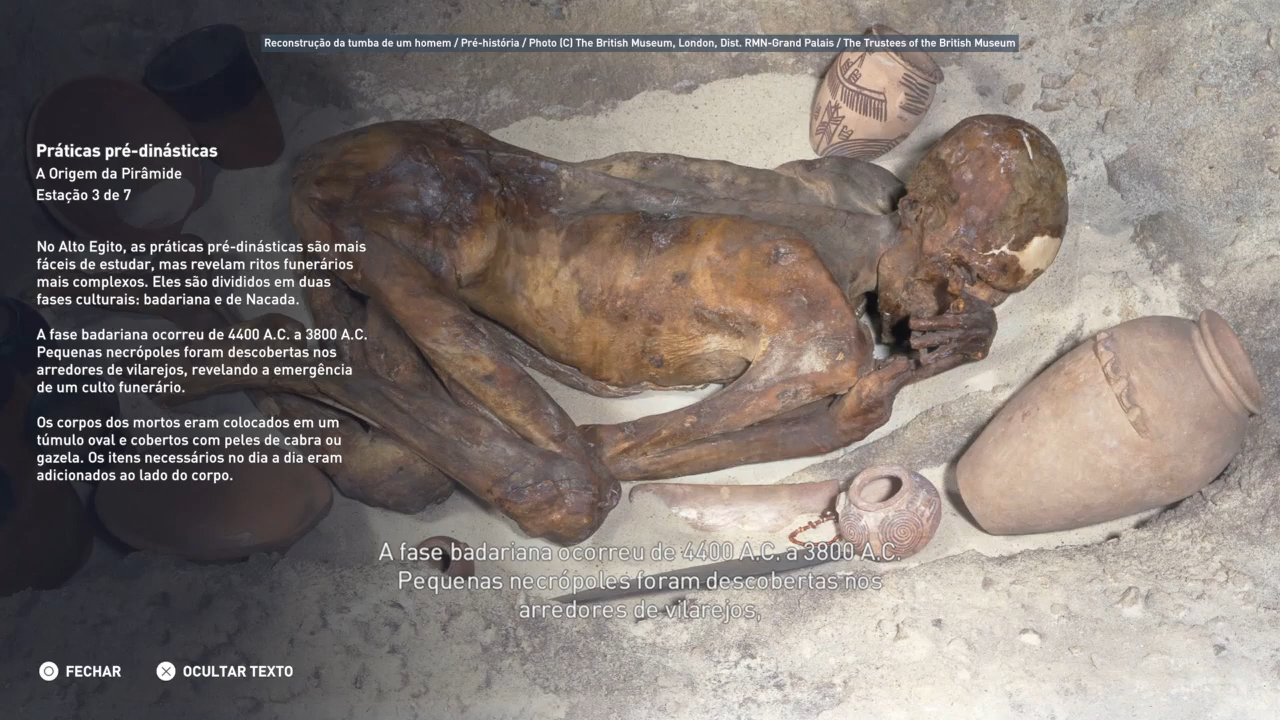 Reconstrução da tumba de um homem / Pré-história / Photo (C) The British Museum, London, Dist. RMN-Grand Palais / The Trustees of the British Museum
Práticas pré-dinásticas
A Origem da Pirâmide
Estação 3 de 7
No Alto Egito, as práticas pré-dinásticas são mais
fáceis de estudar, mas revelam ritos funerários
mais complexos. Eles são divididos em duas
fases culturais: badariana e de Nacada.
A fase badariana ocorreu de 4400 A.C. a 3800 A.C.
Pequenas necrópoles foram descobertas nos
arredores de vilarejos, revelando a emergência
de um culto funerário.
Os corpos dos mortos eram colocados em um
túmulo oval e cobertos com peles de cabra ou
gazela. Os itens necessários no dia a dia eram
adicionados ao lado do corpo.
A fase badariana ocorreu de 4400 A.C. a 3800 A.C.
Pequenas necrópoles foram descobertas nos
arredores de vilarejos,
FECHAR
OCULTAR TEXTO